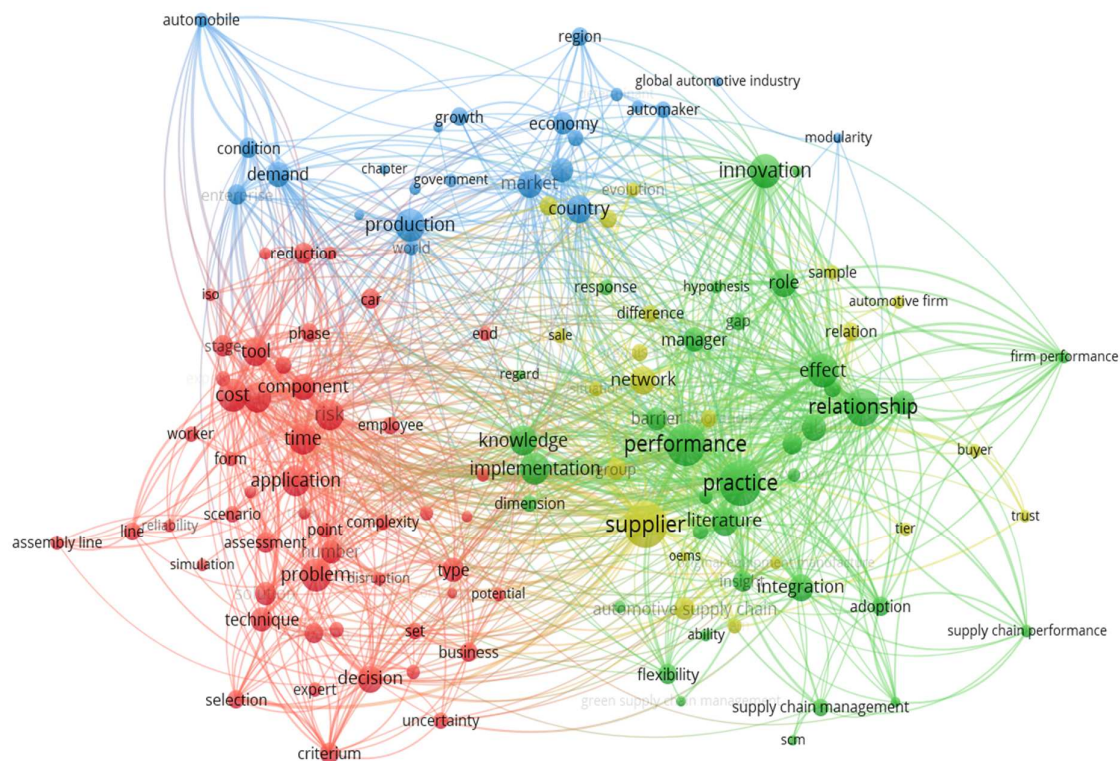 automobile
region
global automotive industry
automaker
growth
economy
modularity
condition
chapter
demand
government
market
innovation
enterprise
evolution
country
production
world
reduction
iso
car
response
hypothesis
role
sample
automotive firm
difference
phase
end
sale
gap
relation
stage
tool
manager
firm performance
regard
network
effect
component
cost
risk
relationship
barrier
employee
worker
time
knowledge
performance
buyer
form
implementation
group
application
practice
dimension
scenario
supplier
literature
trust
complexity
point
line
reliability
tier
assembly line
assessment
number
oems
simulation
problem
disruption
type
insight
integration
potential
automotive supply chain
adoption
technique
set
ability
supply chain performance
business
decision
flexibility
expert
selection
green supply chain management
supply chain management
uncertainty
criterium
scm